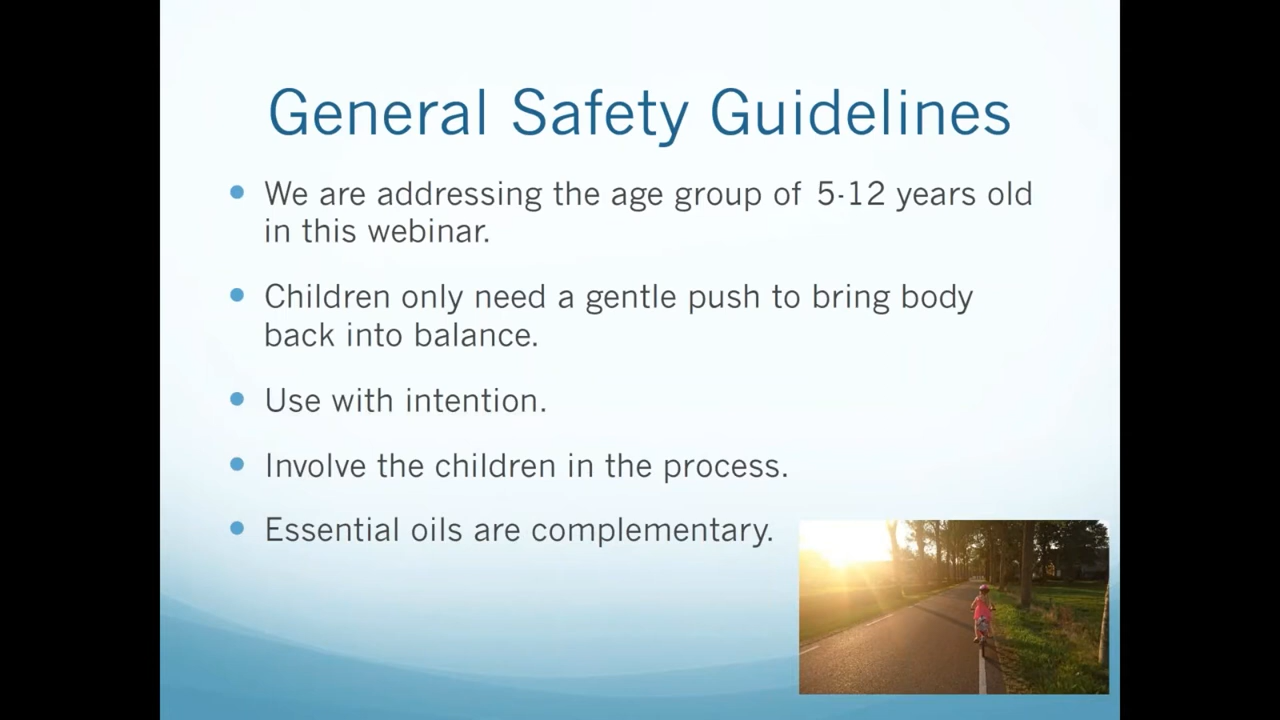 General Safety Guidelines
We are addressing the age group of 5-12 years old
in this webinar.
Children only need a gentle push to bring body
back into balance.
Use with intention.
Involve the children in the process.
Essential oils are complementary.